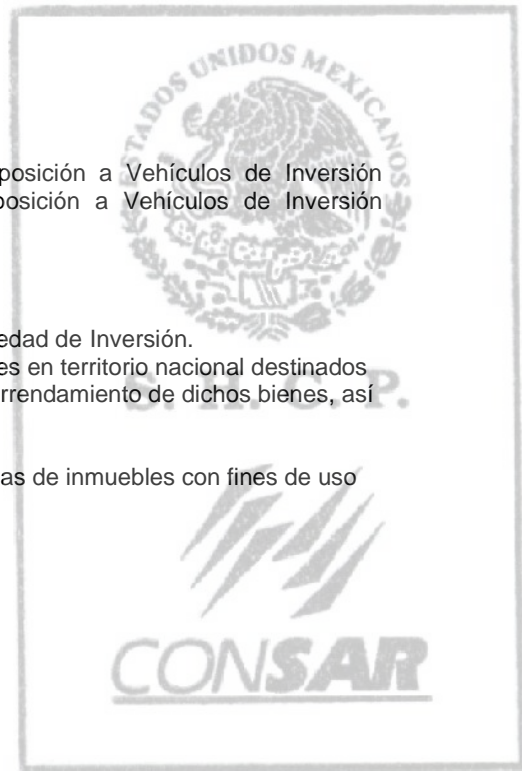 ESTADOS UNIDOS MEXICANOS
posición a Vehículos de Inversión
posición a Vehículos de Inversión
edad de Inversión.
es en territorio nacional destinados
S. H. C. P.
rrendamiento de dichos bienes, así
as de inmuebles con fines de uso
CONSAR